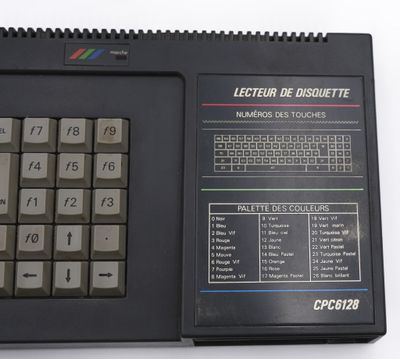 marche
LECTEUR DE DISQUETTE
NUMÉROS DES TOUCHES
EL f7 f8 f9
f4 f5 f6
RN f1 f2 f3
f0 ↑ .
← ↓ →
PALETTE DES COULEURS
0 Noir 9 Vert 18 Vert Vif
1 Bleu 10 Turquoise 19 Vert marin
2 Bleu Vif 11 Bleu ciel 20 Turquoise Vif
3 Rouge 12 Jaune 21 Vert citron
4 Magenta 13 Blanc 22 Vert Pastel
5 Mauve 14 Bleu Pastel 23 Turquoise Pastel
6 Rouge Vif 15 Orange 24 Jaune Vif
7 Pourpre 16 Rose 25 Jaune Pastel
8 Magenta Vif 17 Magenta Pastel 26 Blanc brillant
CPC6128